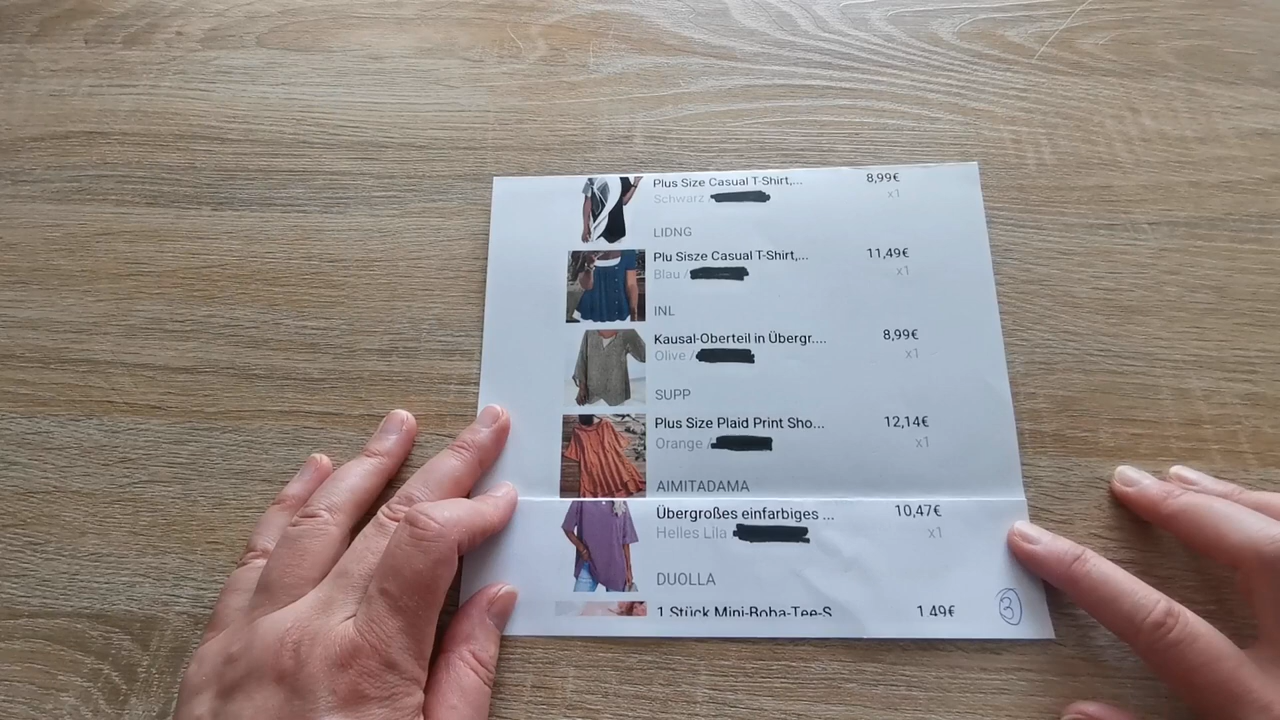 Plus Size Casual T-Shirt,... 8,99€
Schwarz / x1
LIDNG
Plu Sisze Casual T-Shirt,... 11,49€
Blau / x1
INL
Kausal-Oberteil in Übergr.... 8,99€
Olive / x1
SUPP
Plus Size Plaid Print Sho... 12,14€
Orange / x1
AIMITADAMA
Übergroßes einfarbiges ... 10,47€
Helles Lila x1
DUOLLA
1 Stück Mini-Boba-Tee-S 1,49€
3